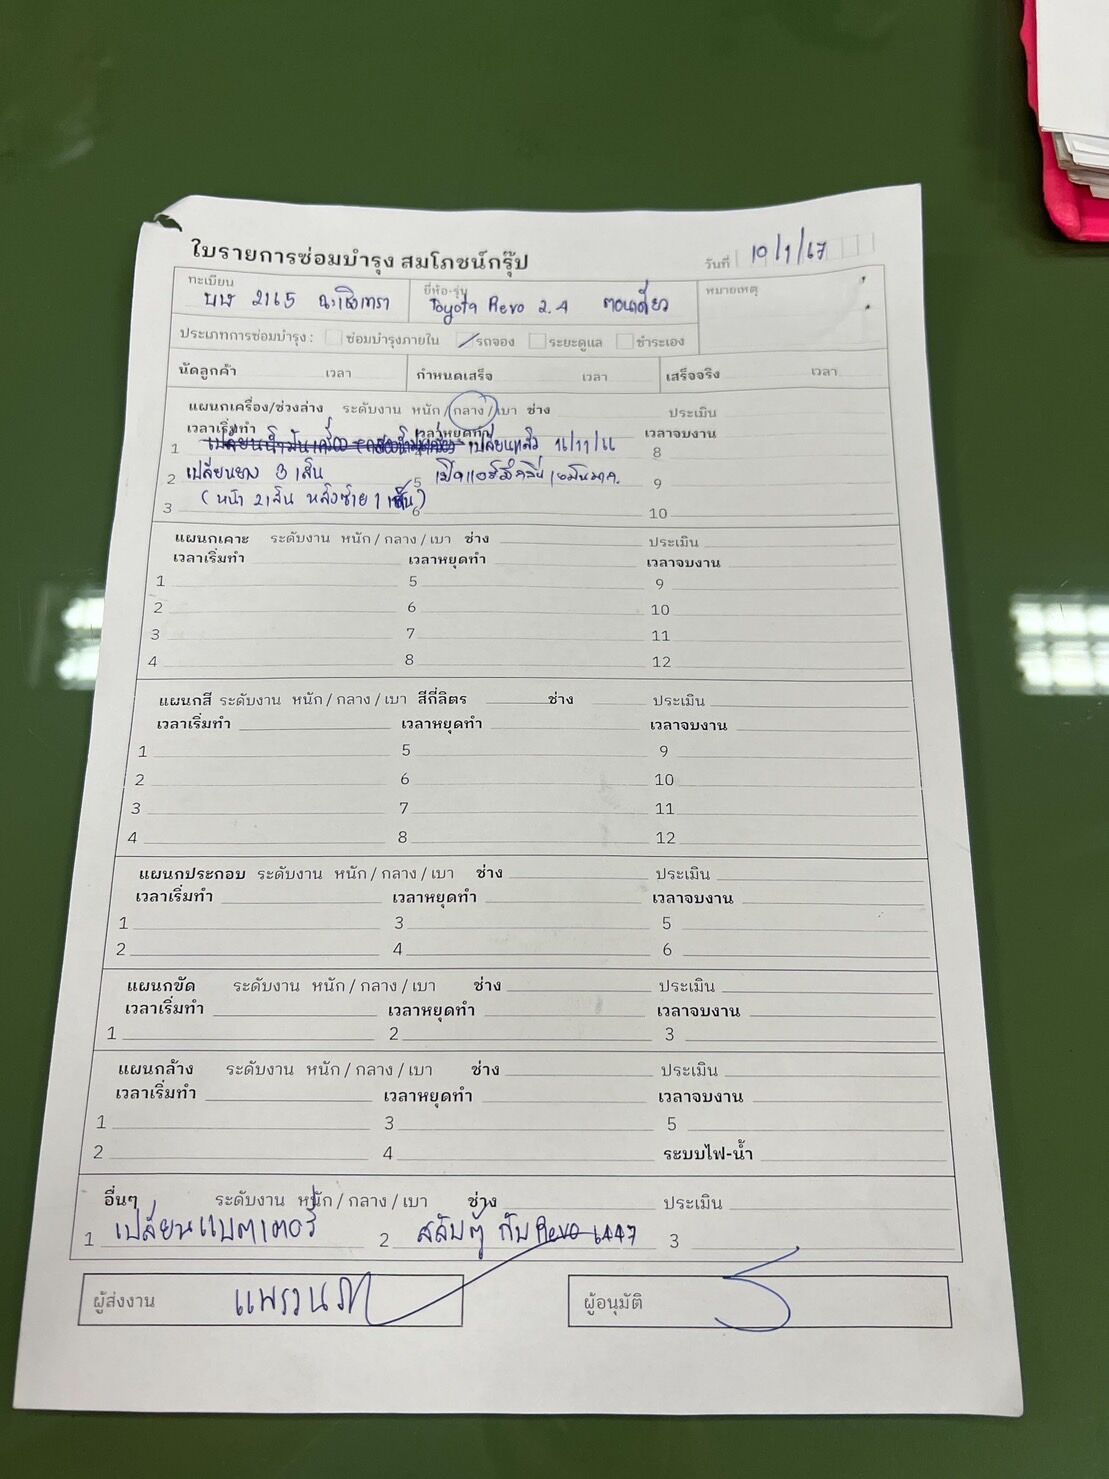 ใบรายการซ่อมบำรุง สมโภชน์กรุ๊ป
วันที่ 10/1/67
ทะเบียน ยี่ห้อ-รุ่น หมายเหตุ
2165 ฉะเชิงเทรา Toyota Revo 2.4 ตอนเดียว
ประเภทการซ่อมบำรุง : ซ่อมบำรุงภายใน รถจอง ระยะดูแล ชำระเอง
นัดลูกค้า เวลา กำหนดเสร็จ เวลา เสร็จจริง เวลา
แผนกเครื่อง/ช่วงล่าง ระดับงาน หนัก / กลาง / เบา ช่าง ประเมิน
เวลาเริ่มทำ เวลาหยุดทำ เวลาจบงาน
1 เปลี่ยนน้ำมันเครื่อง เปลี่ยนแล้ว 16/11/66 8
2 เปลี่ยนยาง 3 เส้น 5 เปิดแอร์มีกลิ่น 9
3 (หน้า 2 เส้น หลังซ้าย 1 เส้น) 6 10
แผนกเคาะ ระดับงาน หนัก / กลาง / เบา ช่าง ประเมิน
เวลาเริ่มทำ เวลาหยุดทำ เวลาจบงาน
1 5 9
2 6 10
3 7 11
4 8 12
แผนกสี ระดับงาน หนัก / กลาง / เบา สีกี่ลิตร ช่าง ประเมิน
เวลาเริ่มทำ เวลาหยุดทำ เวลาจบงาน
1 5 9
2 6 10
3 7 11
4 8 12
แผนกประกอบ ระดับงาน หนัก / กลาง / เบา ช่าง ประเมิน
เวลาเริ่มทำ เวลาหยุดทำ เวลาจบงาน
1 3 5
2 4 6
แผนกขัด ระดับงาน หนัก / กลาง / เบา ช่าง ประเมิน
เวลาเริ่มทำ เวลาหยุดทำ เวลาจบงาน
1 2 3
แผนกล้าง ระดับงาน หนัก / กลาง / เบา ช่าง ประเมิน
เวลาเริ่มทำ เวลาหยุดทำ เวลาจบงาน
1 3 5
2 4 ระบบไฟ-น้ำ
อื่นๆ ระดับงาน หนัก / กลาง / เบา ช่าง ประเมิน
1 เปลี่ยนแบตเตอรี่ 2 สลับตู้ กับ Revo 6447 3
ผู้ส่งงาน ผู้อนุมัติ